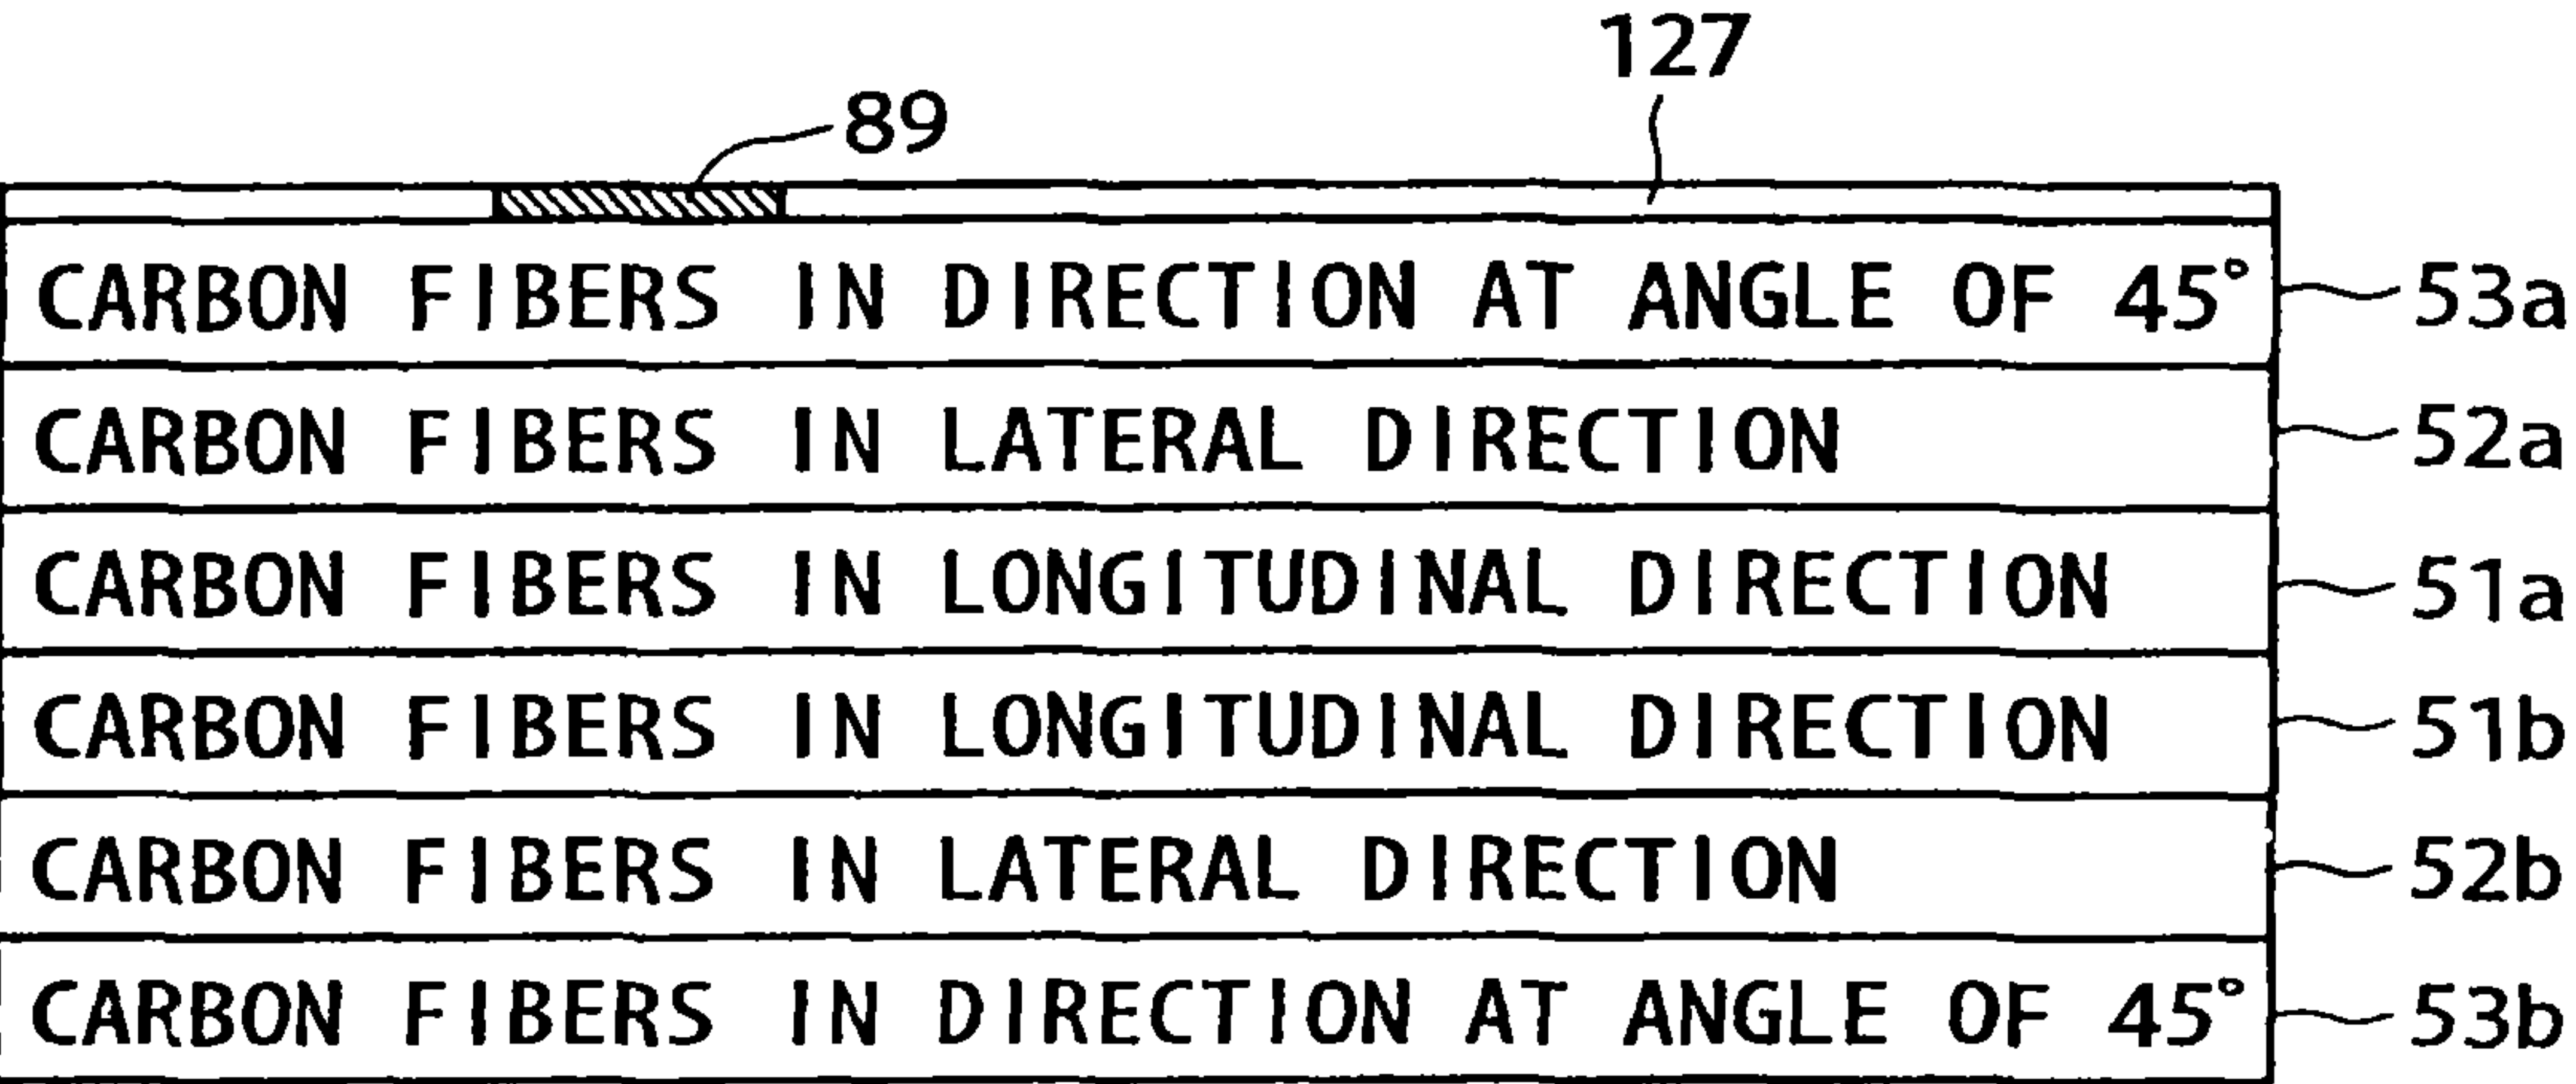 127
89
CARBON FIBERS IN DIRECTION AT ANGLE OF 45° 53a
CARBON FIBERS IN LATERAL DIRECTION 52a
CARBON FIBERS IN LONGITUDINAL DIRECTION 51a
CARBON FIBERS IN LONGITUDINAL DIRECTION 51b
CARBON FIBERS IN LATERAL DIRECTION 52b
CARBON FIBERS IN DIRECTION AT ANGLE OF 45° 53b